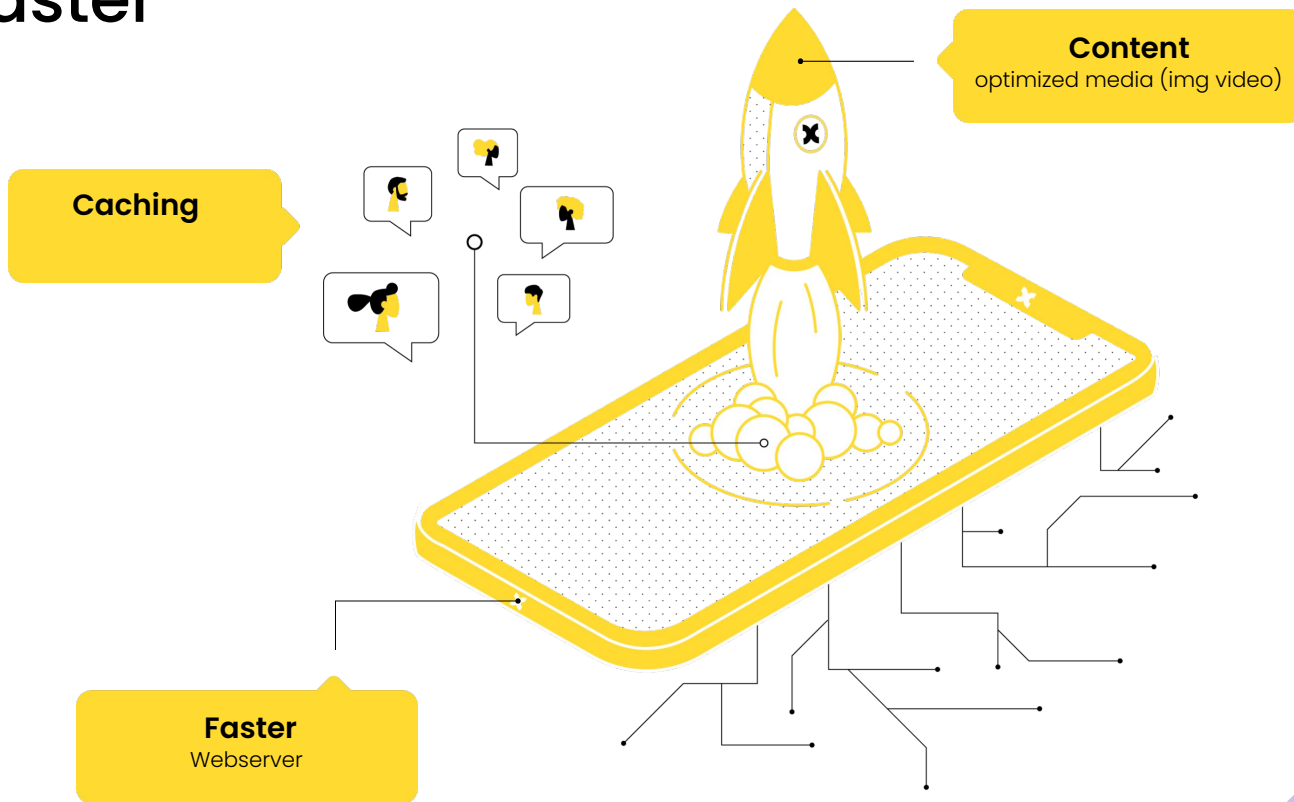 Content
optimized media (img video)
Caching
Faster
Webserver